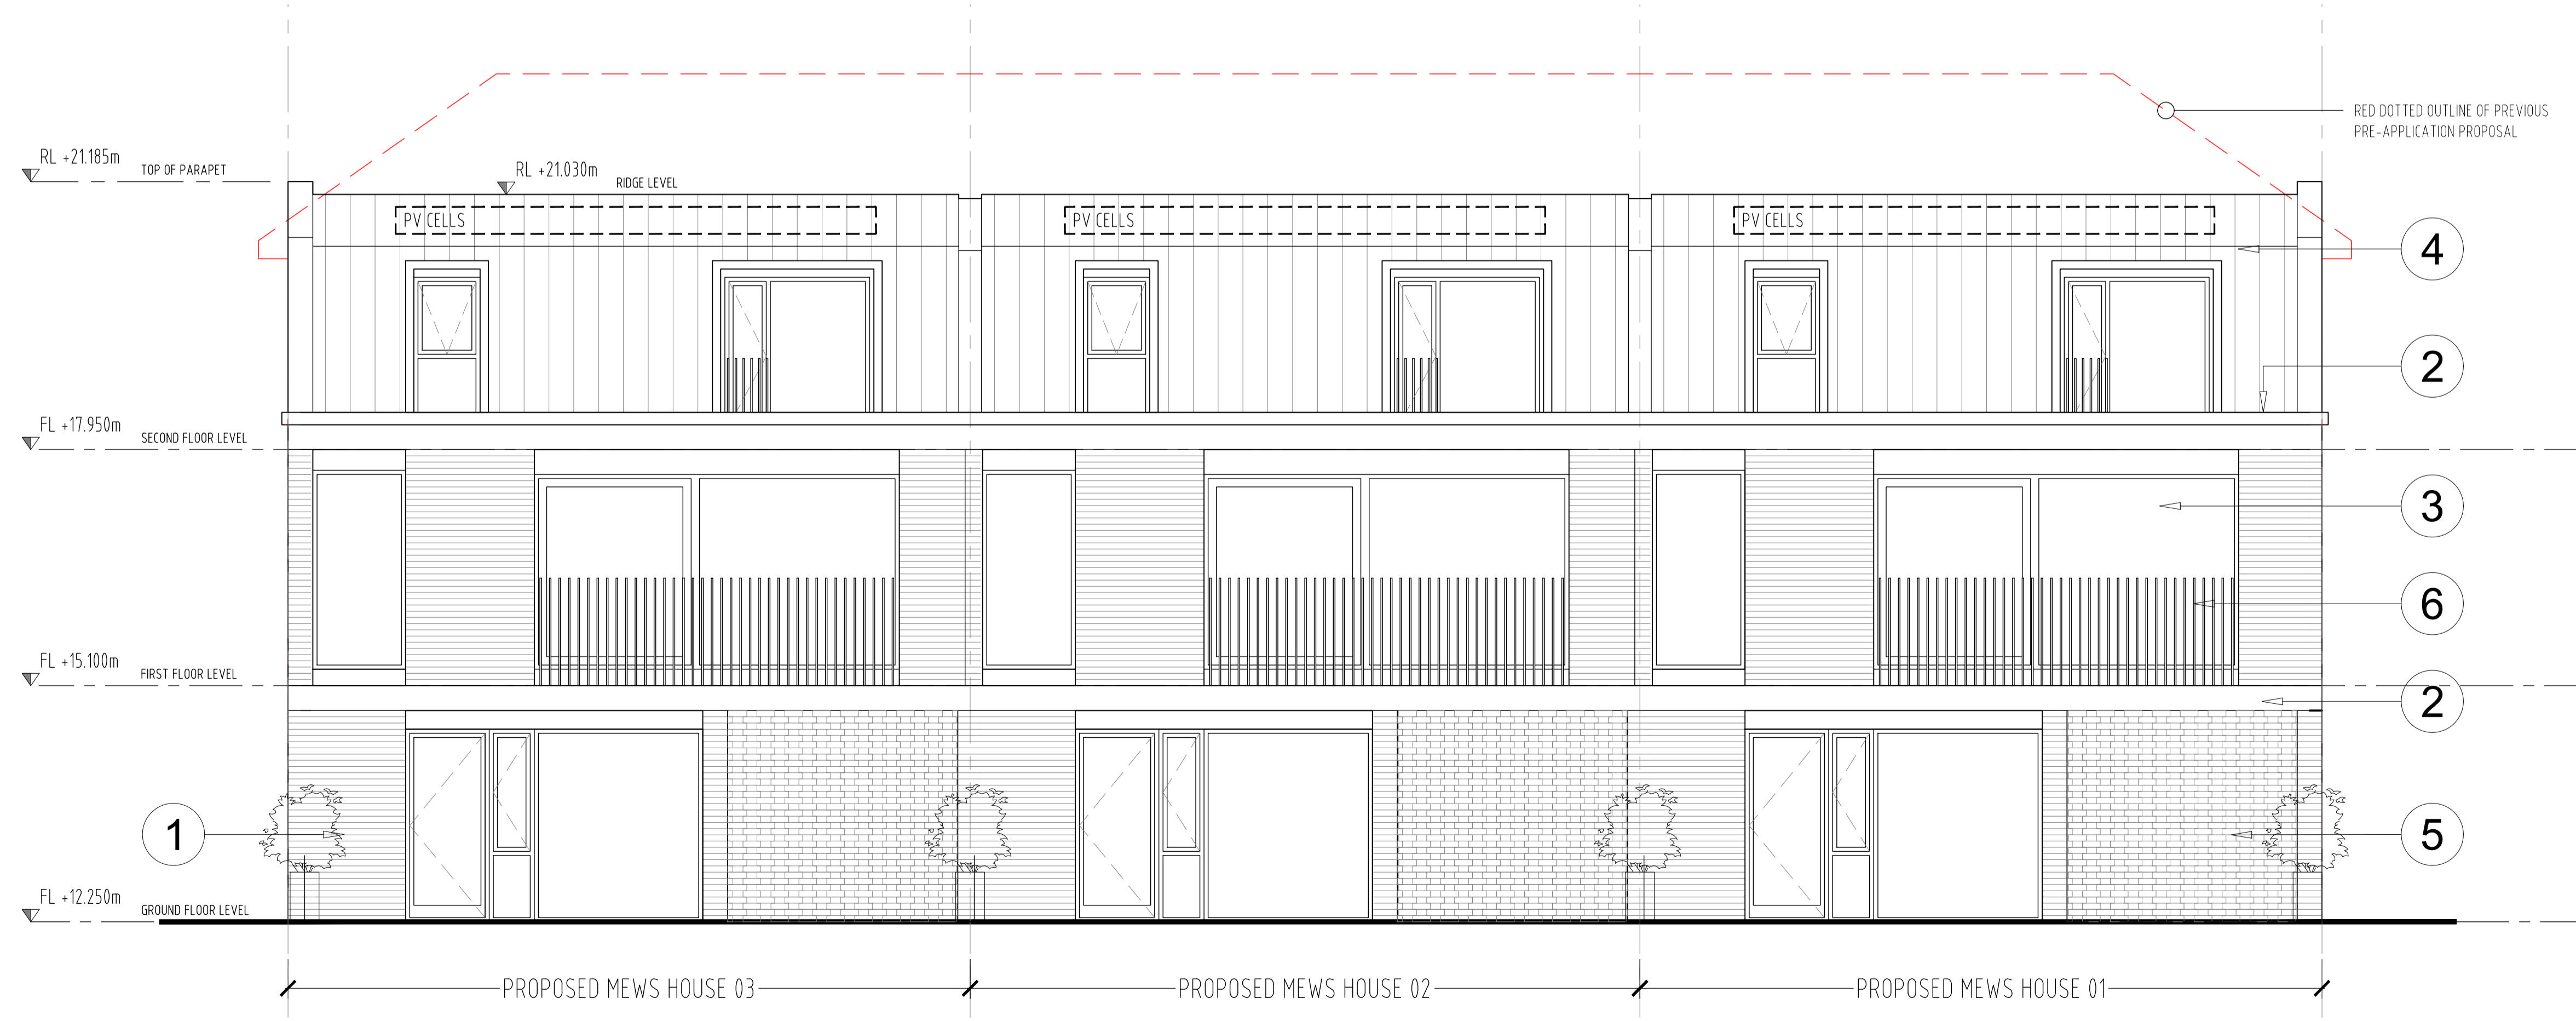 RED DOTTED OUTLINE OF PREVIOUS
PRE-APPLICATION PROPOSAL
RL +21.185m
TOP OF PARAPET
RL +21.030m
RIDGE LEVEL
PV CELLS
PV CELLS
PV CELLS
4
2
FL +17.950m
SECOND FLOOR LEVEL
3
6
FL +15.100m
FIRST FLOOR LEVEL
2
1
5
FL +12.250m
GROUND FLOOR LEVEL
PROPOSED MEWS HOUSE 03
PROPOSED MEWS HOUSE 02
PROPOSED MEWS HOUSE 01